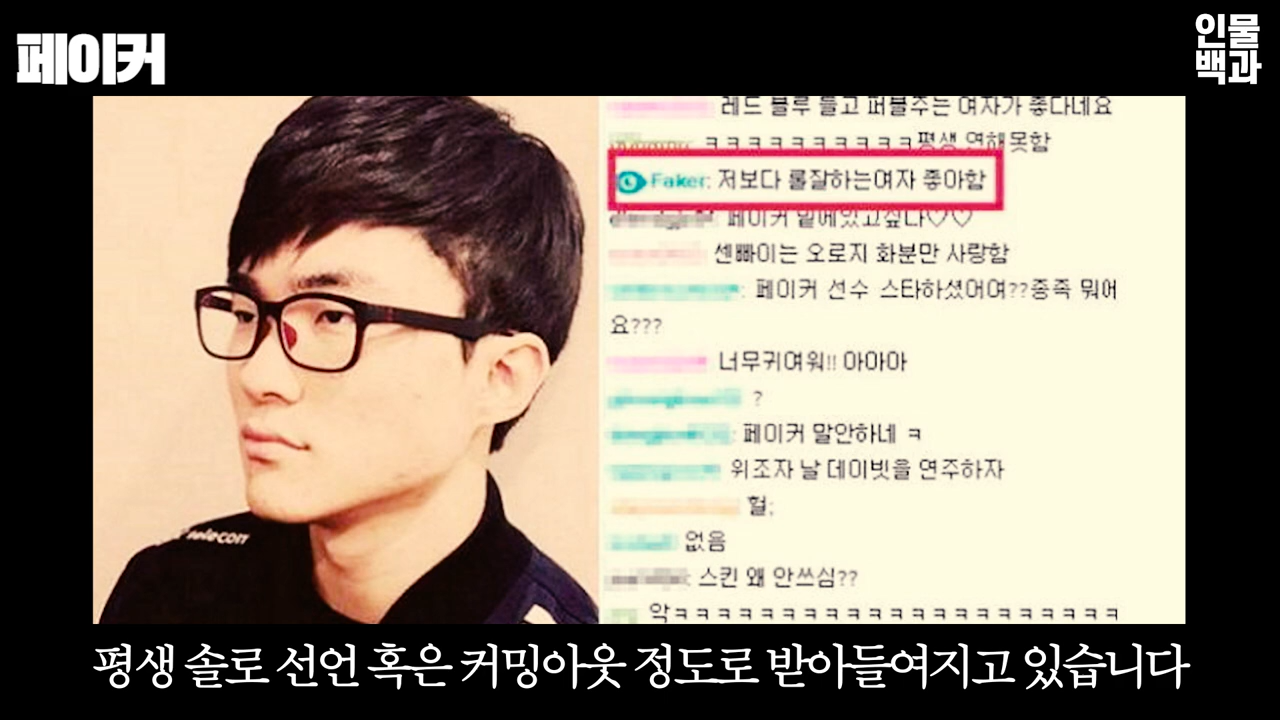 페이커
인물
백과
레드 블루 들고 퍼블주는 여자가 좋다네요
ㅋㅋㅋㅋㅋㅋㅋㅋㅋㅋㅋ평생 연애못함
Faker: 저보다 롤잘하는여자 좋아함
페이커 밑에있고싶다♡♡
센빠이는 오로지 화분만 사랑함
: 페이커 선수 스타하셨어여??종족 뭐에
요???
너무귀여워!! 아아아
?
: 페이커 말안하네 ㅋ
위조자 날 데이빗을 연주하자
헐;
없음
스킨 왜 안쓰심??
악ㅋㅋㅋㅋㅋㅋㅋㅋㅋㅋㅋㅋㅋㅋㅋㅋㅋㅋㅋㅋㅋ
elecom
평생 솔로 선언 혹은 커밍아웃 정도로 받아들여지고 있습니다